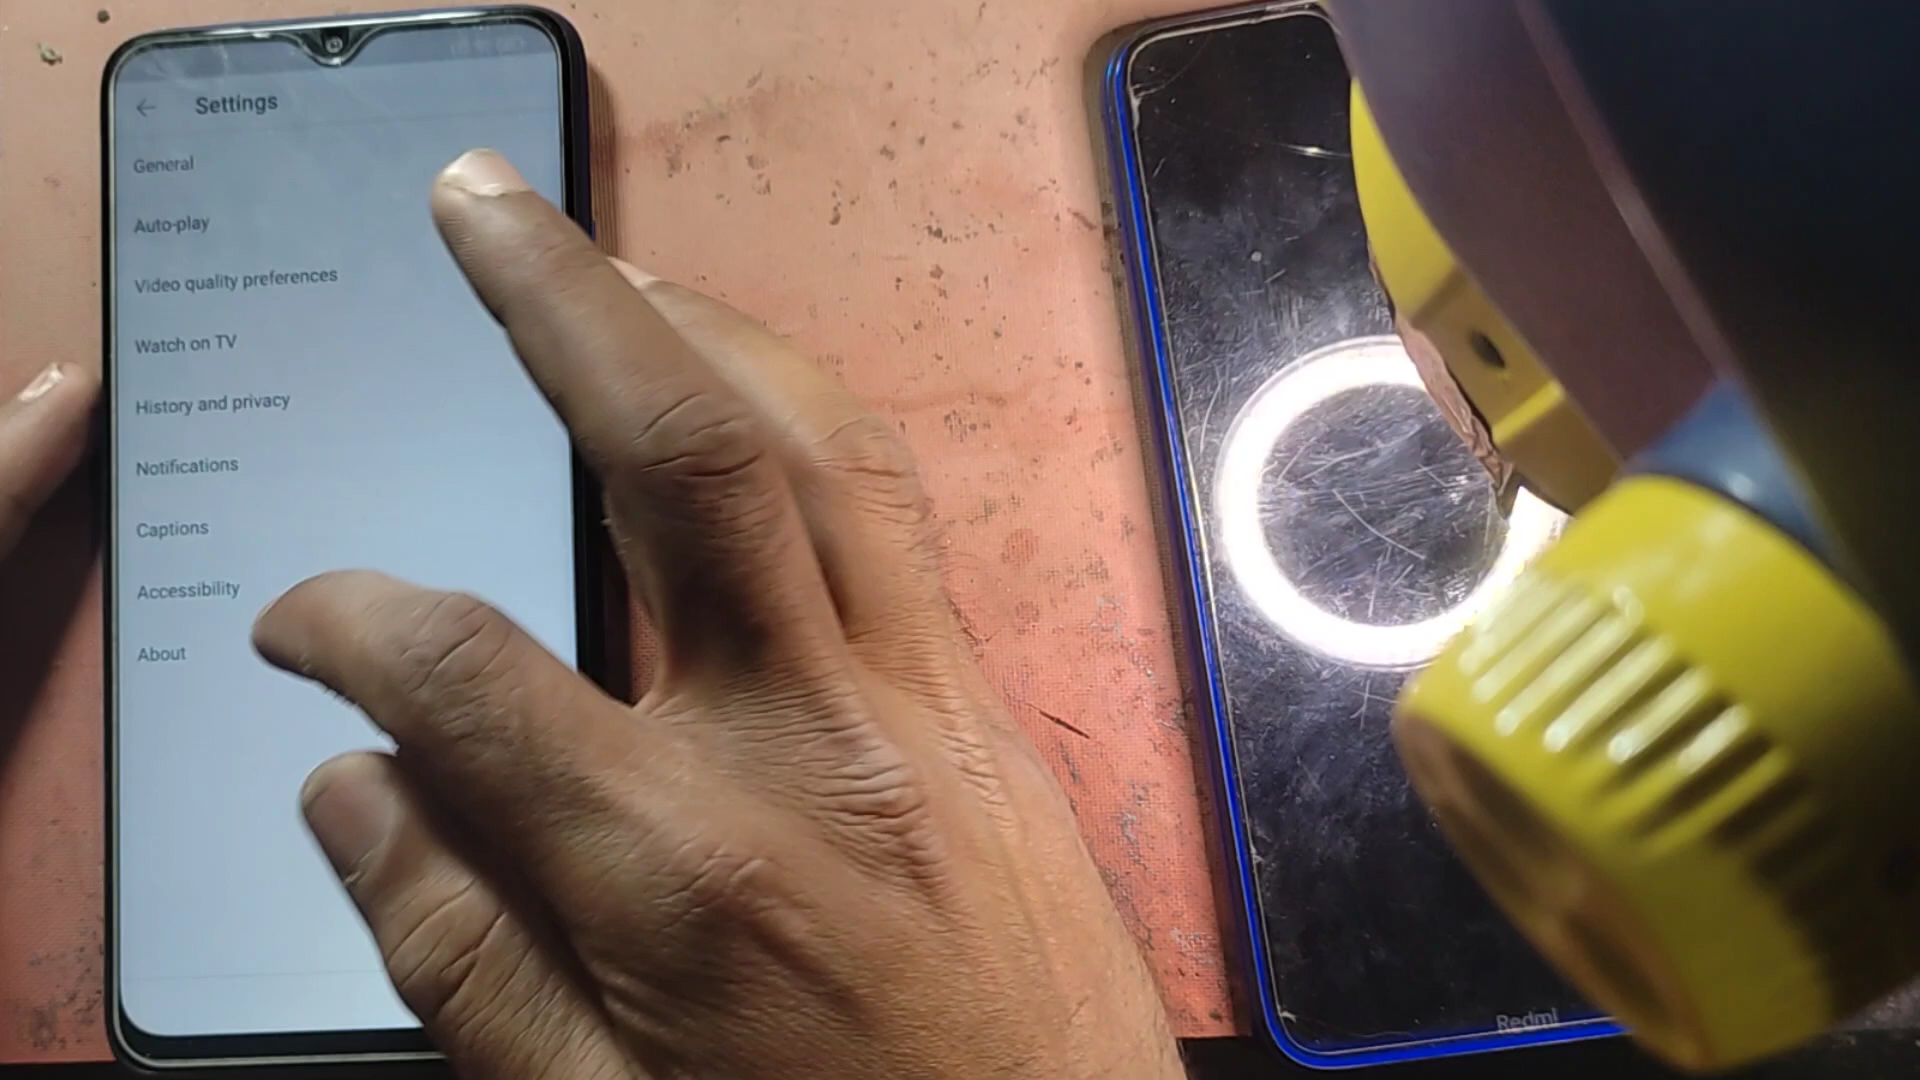 Settings
General
Auto-play
Video quality preferences
Watch on TV
History and privacy
Notifications
Captions
Accessibility
About
Redmi